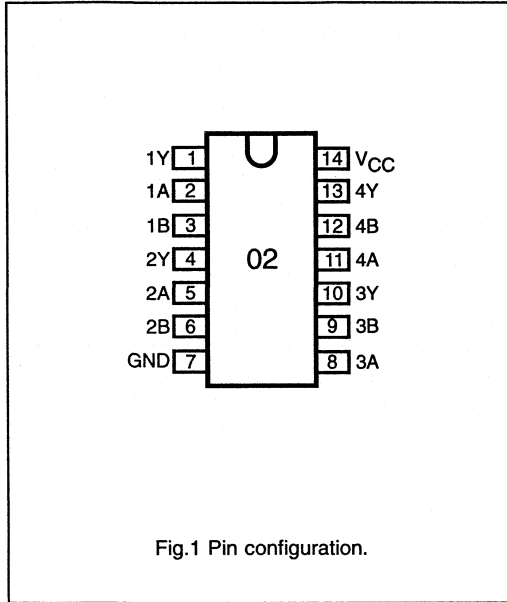 1Y 1 14 VCC
1A 2 13 4Y
1B 3 12 4B
2Y 4 02 11 4A
2A 5 10 3Y
2B 6 9 3B
GND 7 8 3A
Fig.1 Pin configuration.